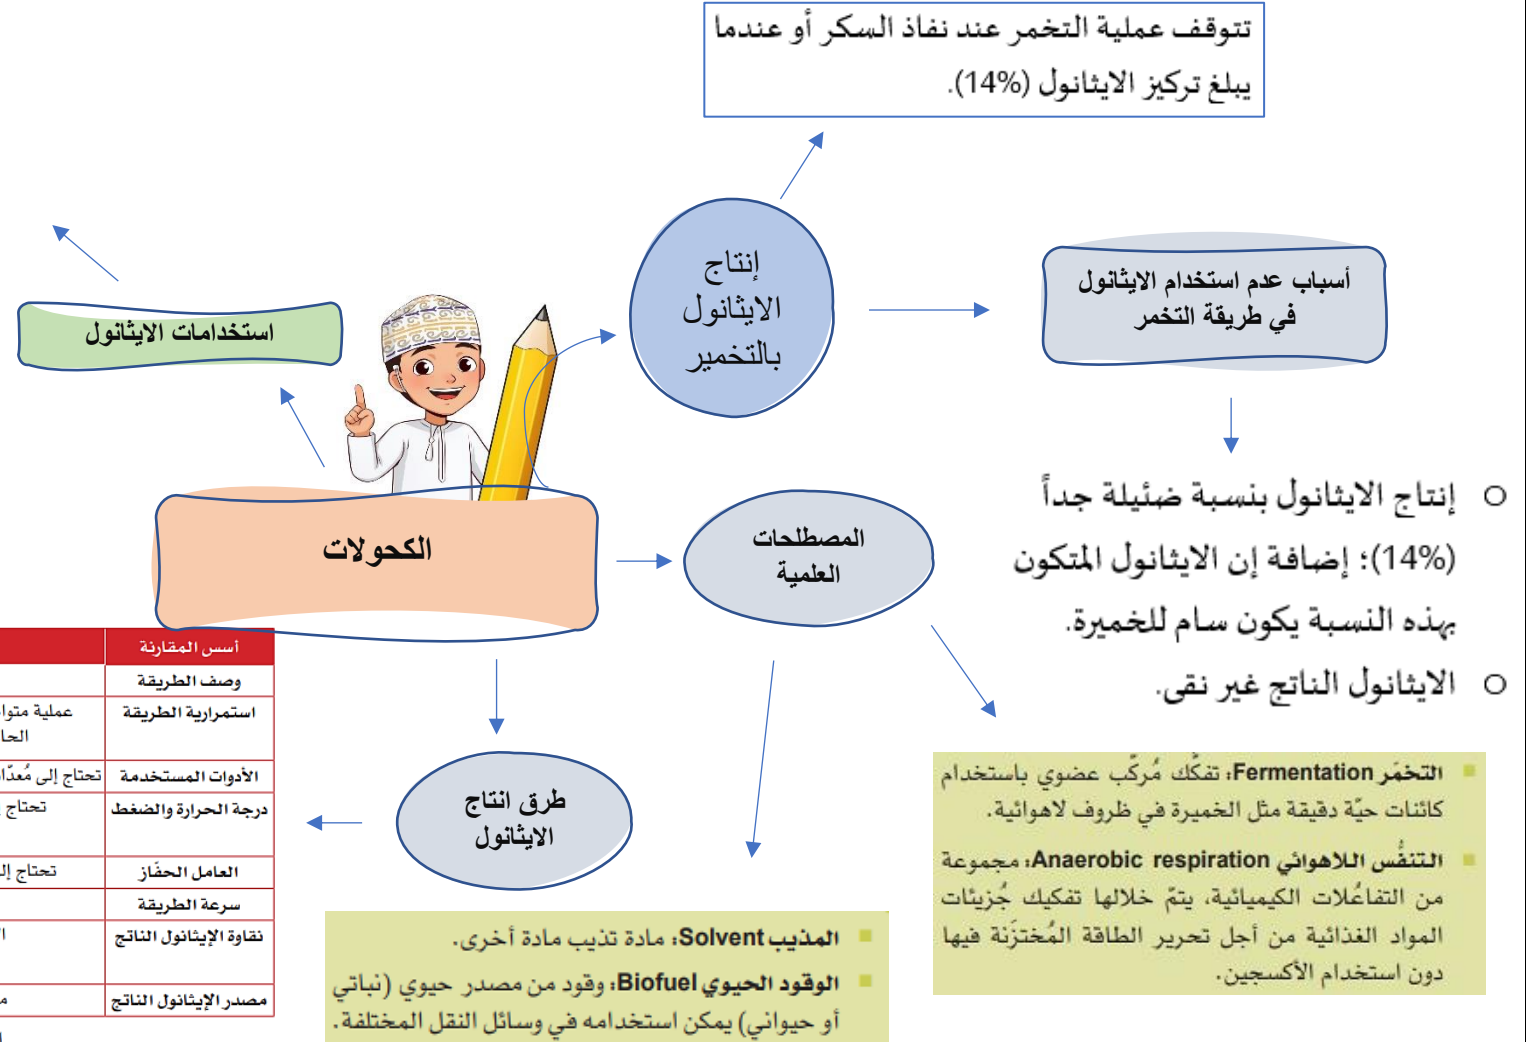 تتوقف عملية التخمر عند نفاذ السكر أو عندما
يبلغ تركيز الايثانول (14%).
إنتاج
الايثانول
بالتخمير
أسباب عدم استخدام الايثانول
في طريقة التخمر
استخدامات الايثانول
إنتاج الايثانول بنسبة ضئيلة جداً
(14%)؛ إضافة إن الايثانول المتكون
بهذه النسبة يكون سام للخميرة.
الايثانول الناتج غير نقى.
الكحولات
المصطلحات
العلمية
أسس المقارنة
وصف الطريقة
استمرارية الطريقة
عملية
الأدوات المستخدمة
تحتاج إلى
درجة الحرارة والضغط
تحتاج
العامل الحفّاز
تحتاج
سرعة الطريقة
نقاوة الإيثانول الناتج
مصدر الإيثانول الناتج
طرق انتاج
الايثانول
التخمّر Fermentation: تفكّك مُركّب عضوي باستخدام
كائنات حيّة دقيقة مثل الخميرة في ظروف لاهوائية.
التنفُّس اللاهوائي Anaerobic respiration: مجموعة
من التفاعُلات الكيميائية، يتمّ خلالها تفكيك جُزيئات
المواد الغذائية من أجل تحرير الطاقة المُختزَنة فيها
دون استخدام الأكسجين.
المذيب Solvent: مادة تذيب مادة أخرى.
الوقود الحيوي Biofuel: وقود من مصدر حيوي (نباتي
أو حيواني) يمكن استخدامه في وسائل النقل المختلفة.